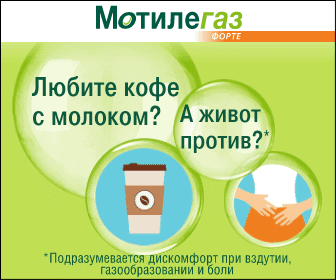 Мотилегаз
ФОРТЕ
Любите кофе
с молоком?
А живот
против?*
*Подразумевается дискомфорт при вздутии,
газообразовании и боли